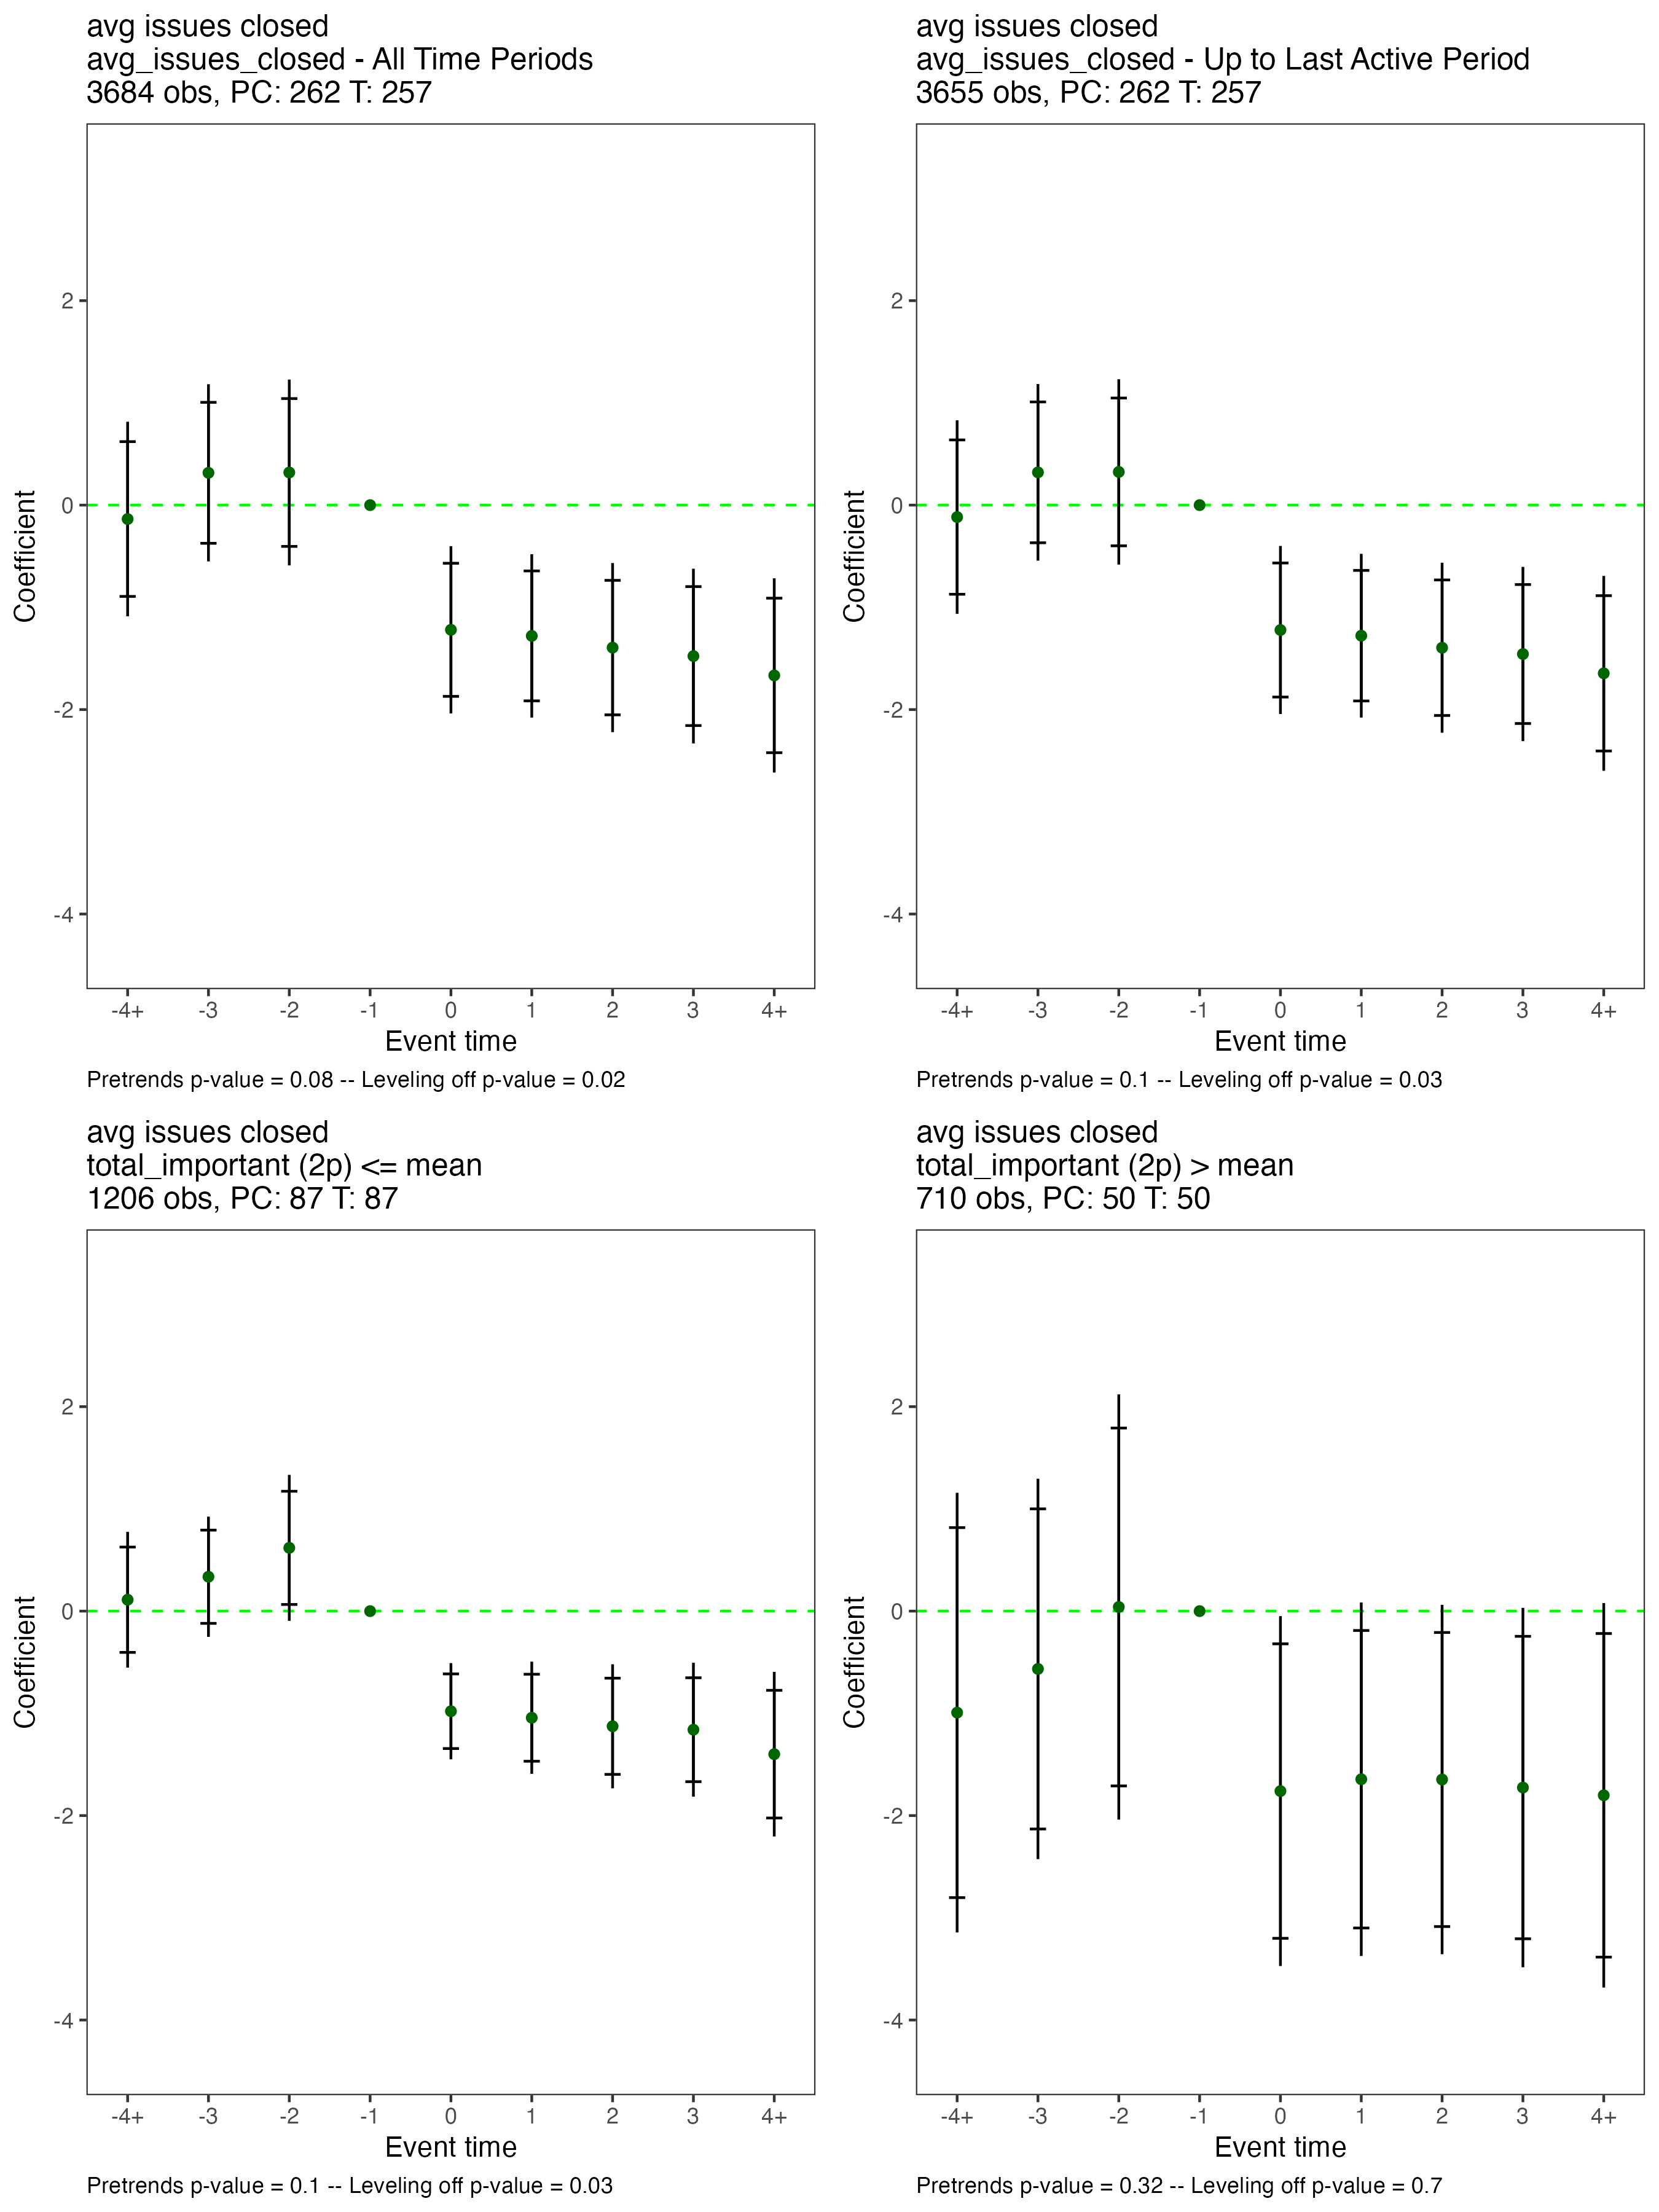 avg issues closed
avg_issues_closed - All Time Periods
3684 obs, PC: 262 T: 257
Coefficient
2
0
-2
-4
-4+ -3 -2 -1 0 1 2 3 4+
Event time
Pretrends p-value = 0.08 -- Leveling off p-value = 0.02
avg issues closed
avg_issues_closed - Up to Last Active Period
3655 obs, PC: 262 T: 257
Coefficient
2
0
-2
-4
-4+ -3 -2 -1 0 1 2 3 4+
Event time
Pretrends p-value = 0.1 -- Leveling off p-value = 0.03
avg issues closed
total_important (2p) <= mean
1206 obs, PC: 87 T: 87
Coefficient
2
0
-2
-4
-4+ -3 -2 -1 0 1 2 3 4+
Event time
Pretrends p-value = 0.1 -- Leveling off p-value = 0.03
avg issues closed
total_important (2p) > mean
710 obs, PC: 50 T: 50
Coefficient
2
0
-2
-4
-4+ -3 -2 -1 0 1 2 3 4+
Event time
Pretrends p-value = 0.32 -- Leveling off p-value = 0.7